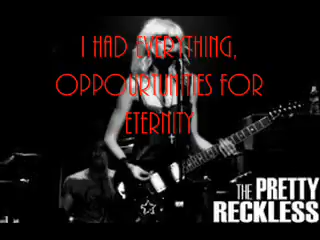 I HAD EVERYTHING,
OPPOURTUNITIES FOR
ETERNITY
THE PRETTY
RECKLESS